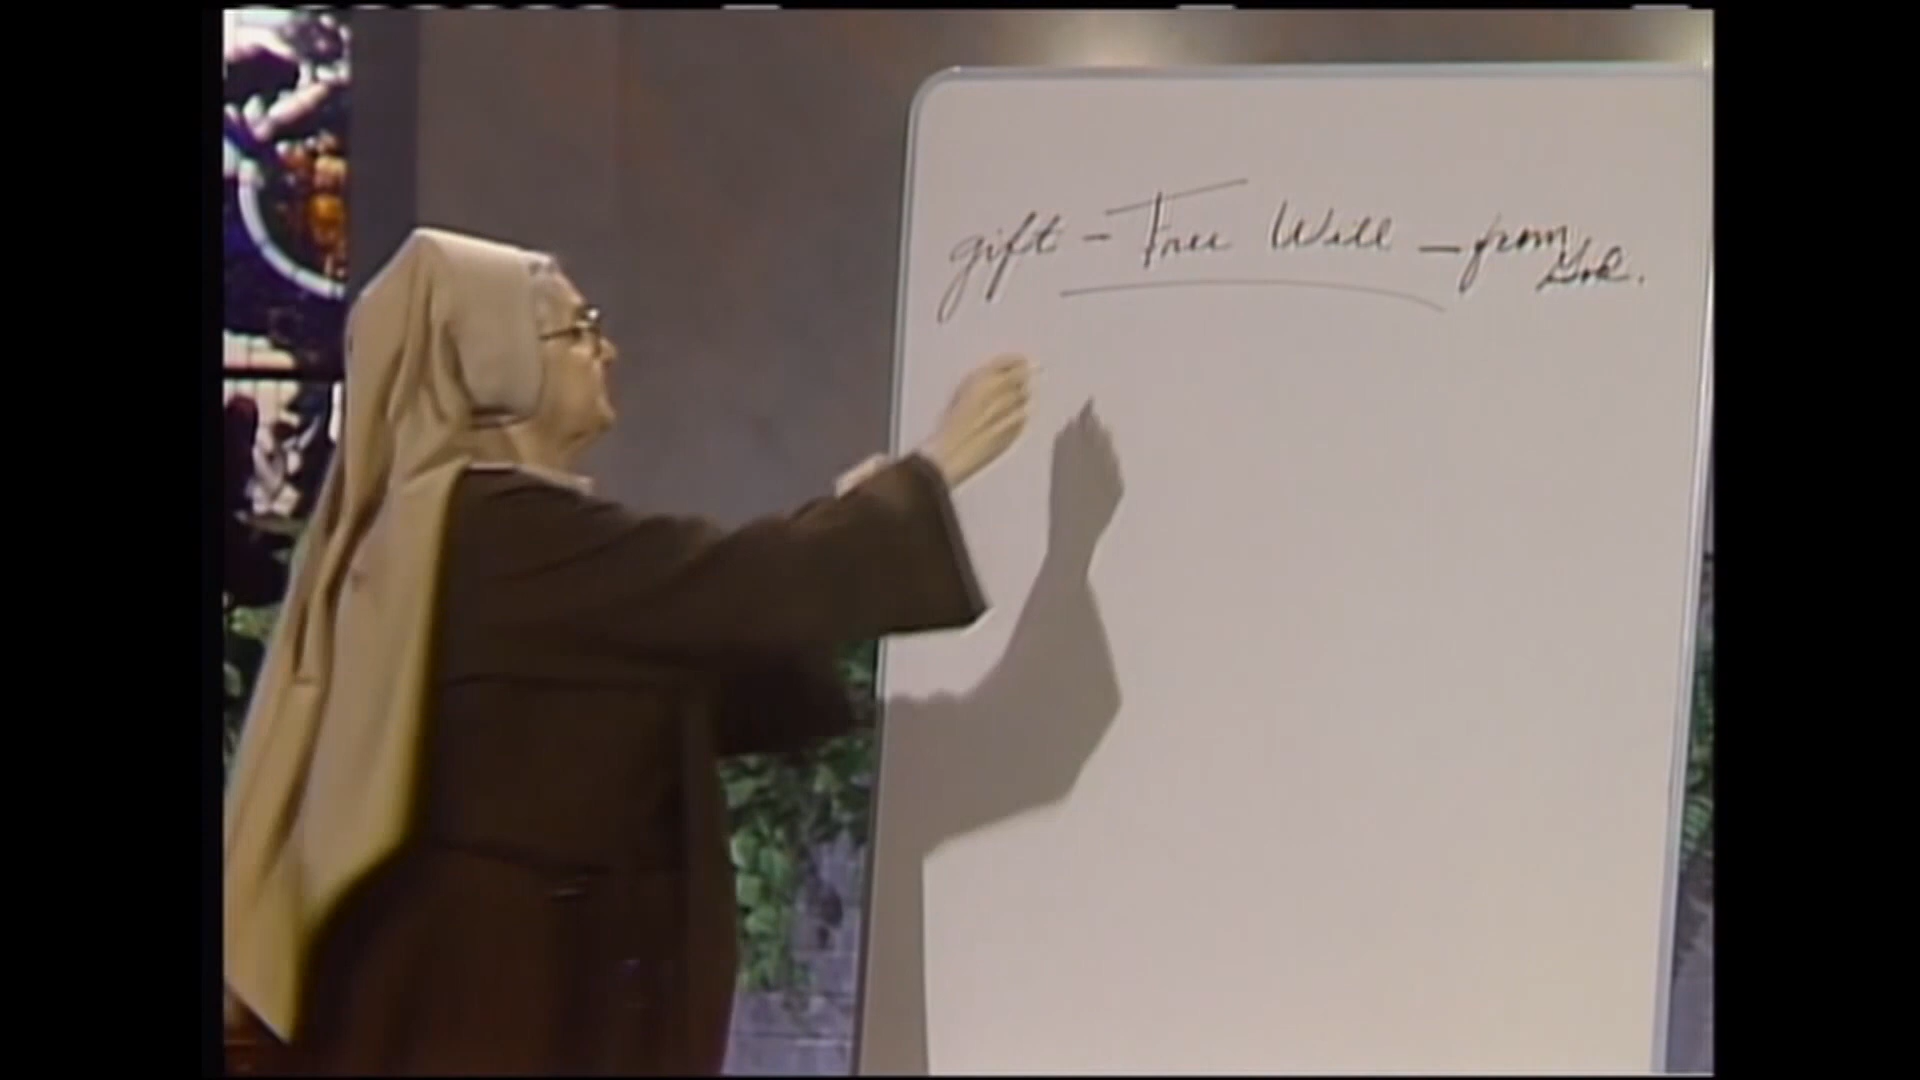 gift – Free Will – from
God.